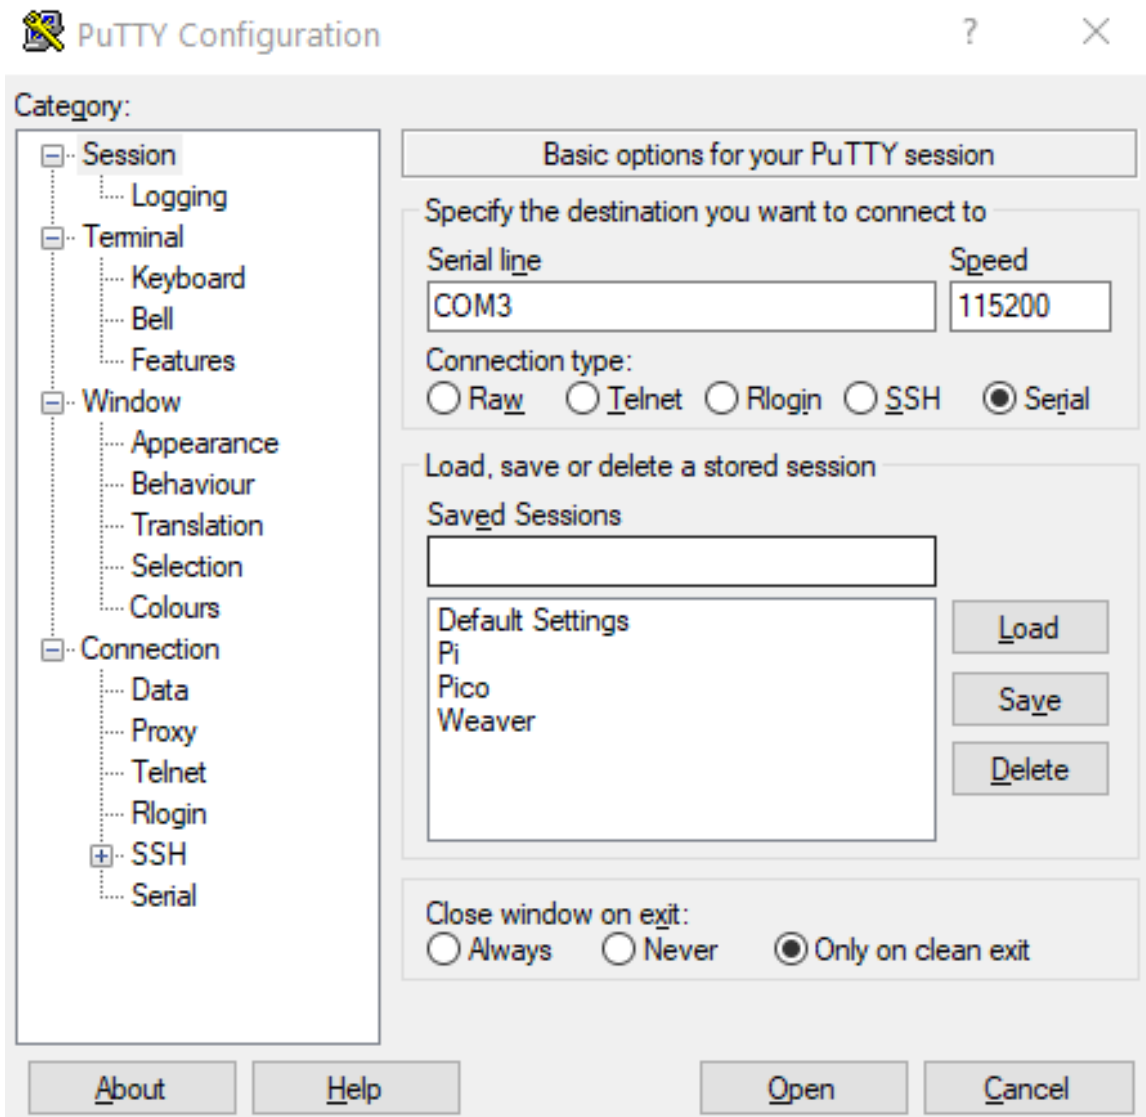 PuTTY Configuration
?
Category:
Session
Logging
Terminal
Keyboard
Bell
Features
Window
Appearance
Behaviour
Translation
Selection
Colours
Connection
Data
Proxy
Telnet
Rlogin
SSH
Serial
Basic options for your PuTTY session
Specify the destination you want to connect to
Serial line Speed
COM3 115200
Connection type:
Raw Telnet Rlogin SSH Serial
Load, save or delete a stored session
Saved Sessions
Default Settings
Pi
Pico
Weaver
Load
Save
Delete
Close window on exit:
Always Never Only on clean exit
About Help Open Cancel